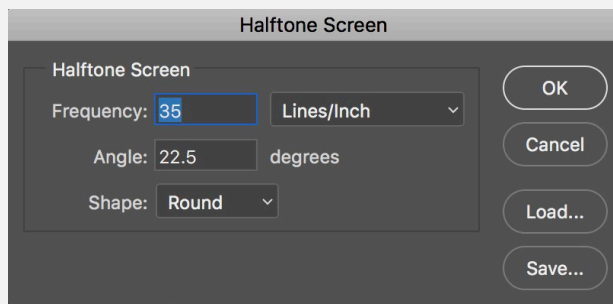 Halftone Screen
Halftone Screen
Frequency: 35 Lines/Inch
Angle: 22.5 degrees
Shape: Round
OK
Cancel
Load...
Save...